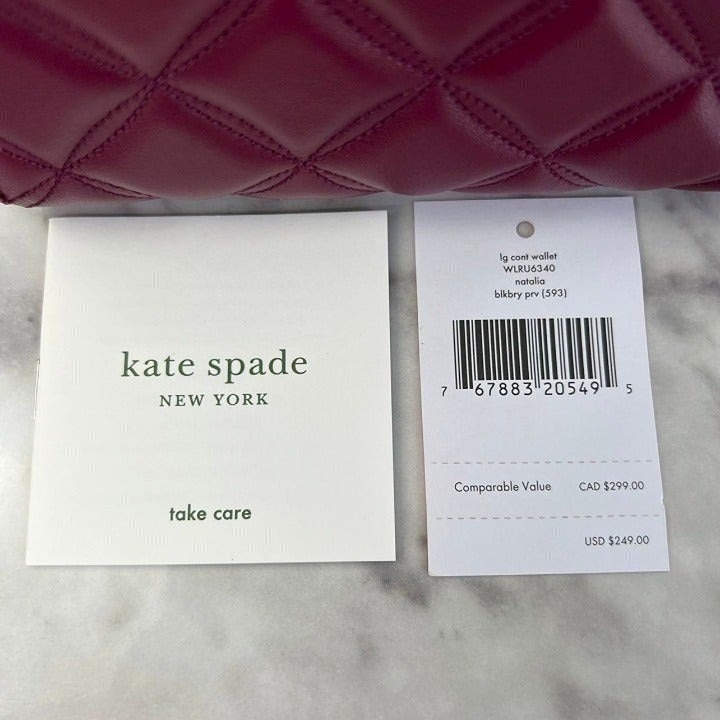 kate spade
NEW YORK
take care
lg cont wallet
WLRU6340
natalia
blkbry prv (593)
7 67883 20549 5
Comparable Value CAD $299.00
USD $249.00